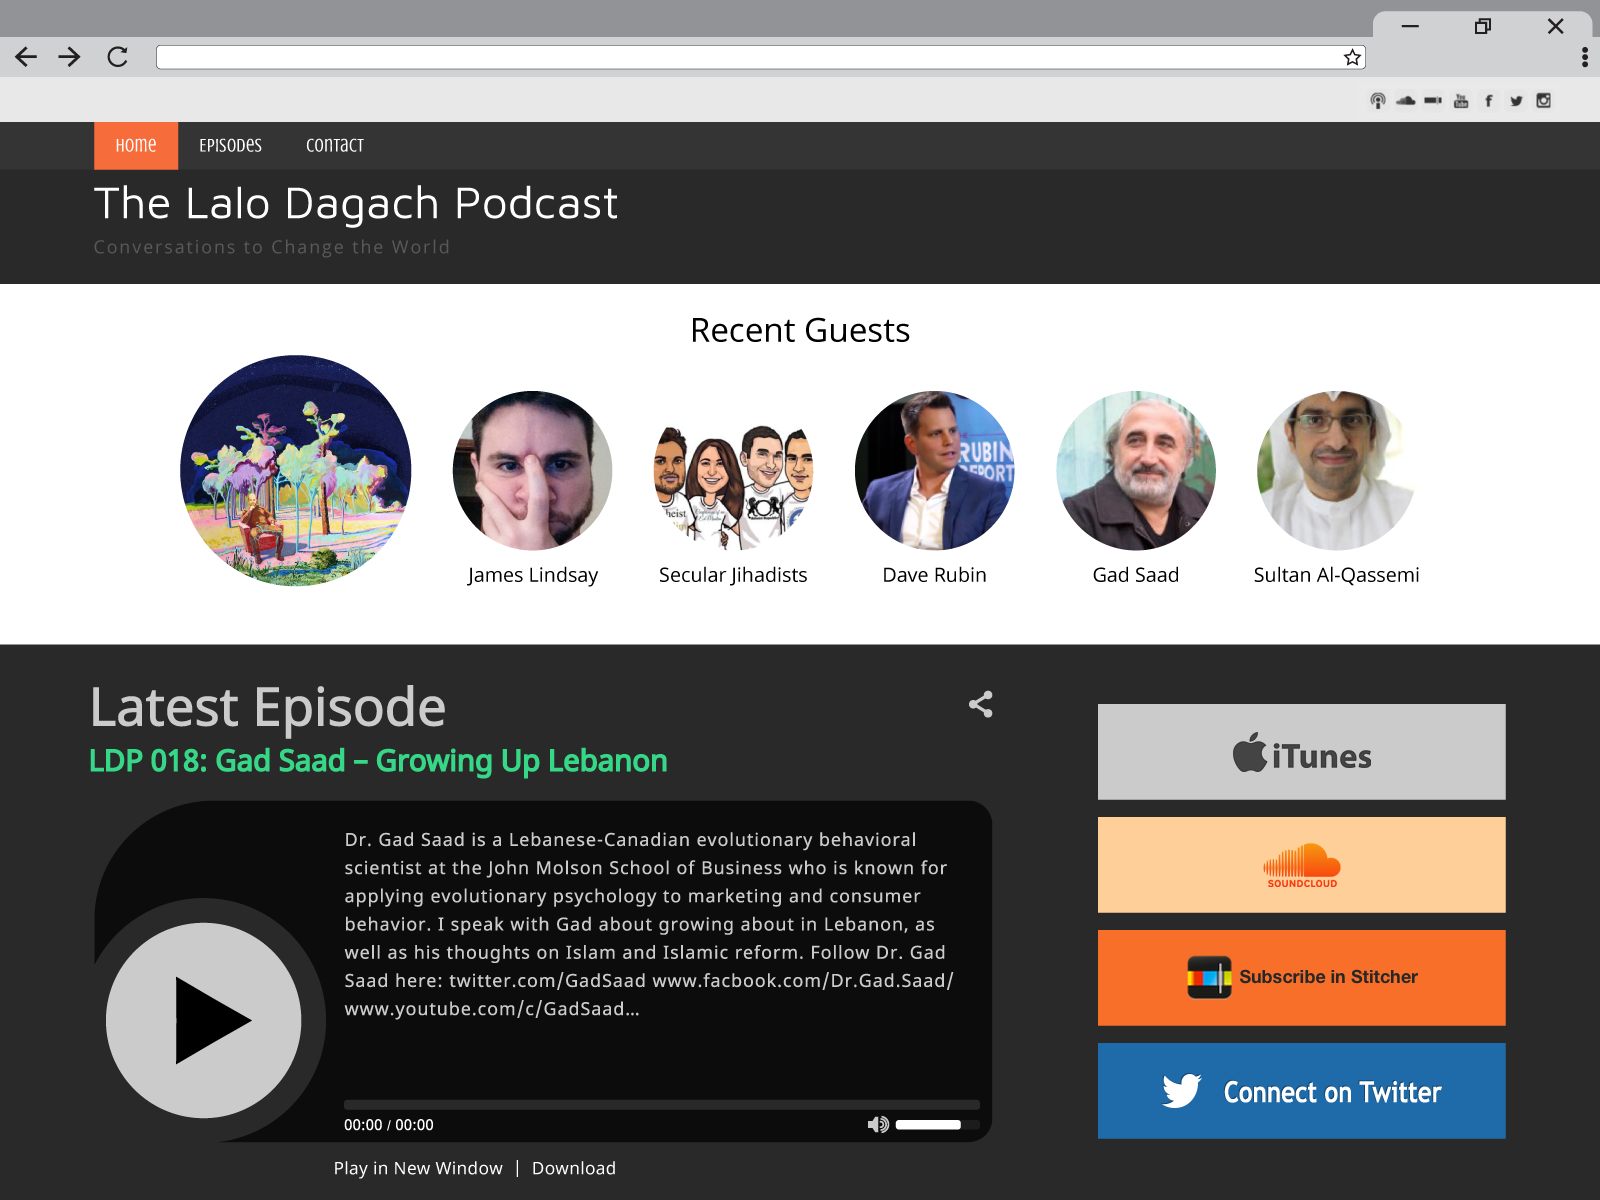 Home EPISODES CONTACT
The Lalo Dagach Podcast
Conversations to Change the World
Recent Guests
RUBIN
REPORT
James Lindsay
Secular Jihadists
Dave Rubin
Gad Saad
Sultan Al-Qassemi
Latest Episode
LDP 018: Gad Saad – Growing Up Lebanon
Dr. Gad Saad is a Lebanese-Canadian evolutionary behavioral
scientist at the John Molson School of Business who is known for
applying evolutionary psychology to marketing and consumer
behavior. I speak with Gad about growing about in Lebanon, as
well as his thoughts on Islam and Islamic reform. Follow Dr. Gad
Saad here: twitter.com/GadSaad www.facbook.com/Dr.Gad.Saad/
www.youtube.com/c/GadSaad...
00:00 / 00:00
Play in New Window | Download
iTunes
SOUNDCLOUD
Subscribe in Stitcher
Connect on Twitter